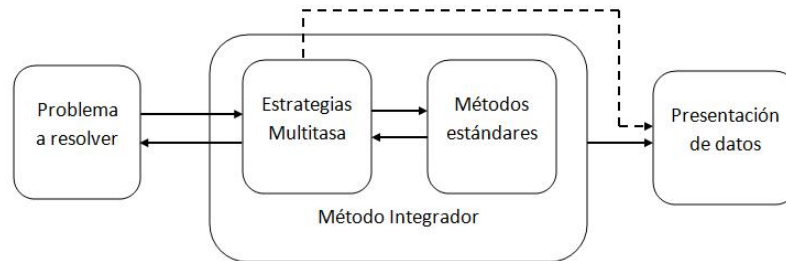 Problema
a resolver
Estrategias
Multitasa
Métodos
estándares
Método Integrador
Presentación
de datos